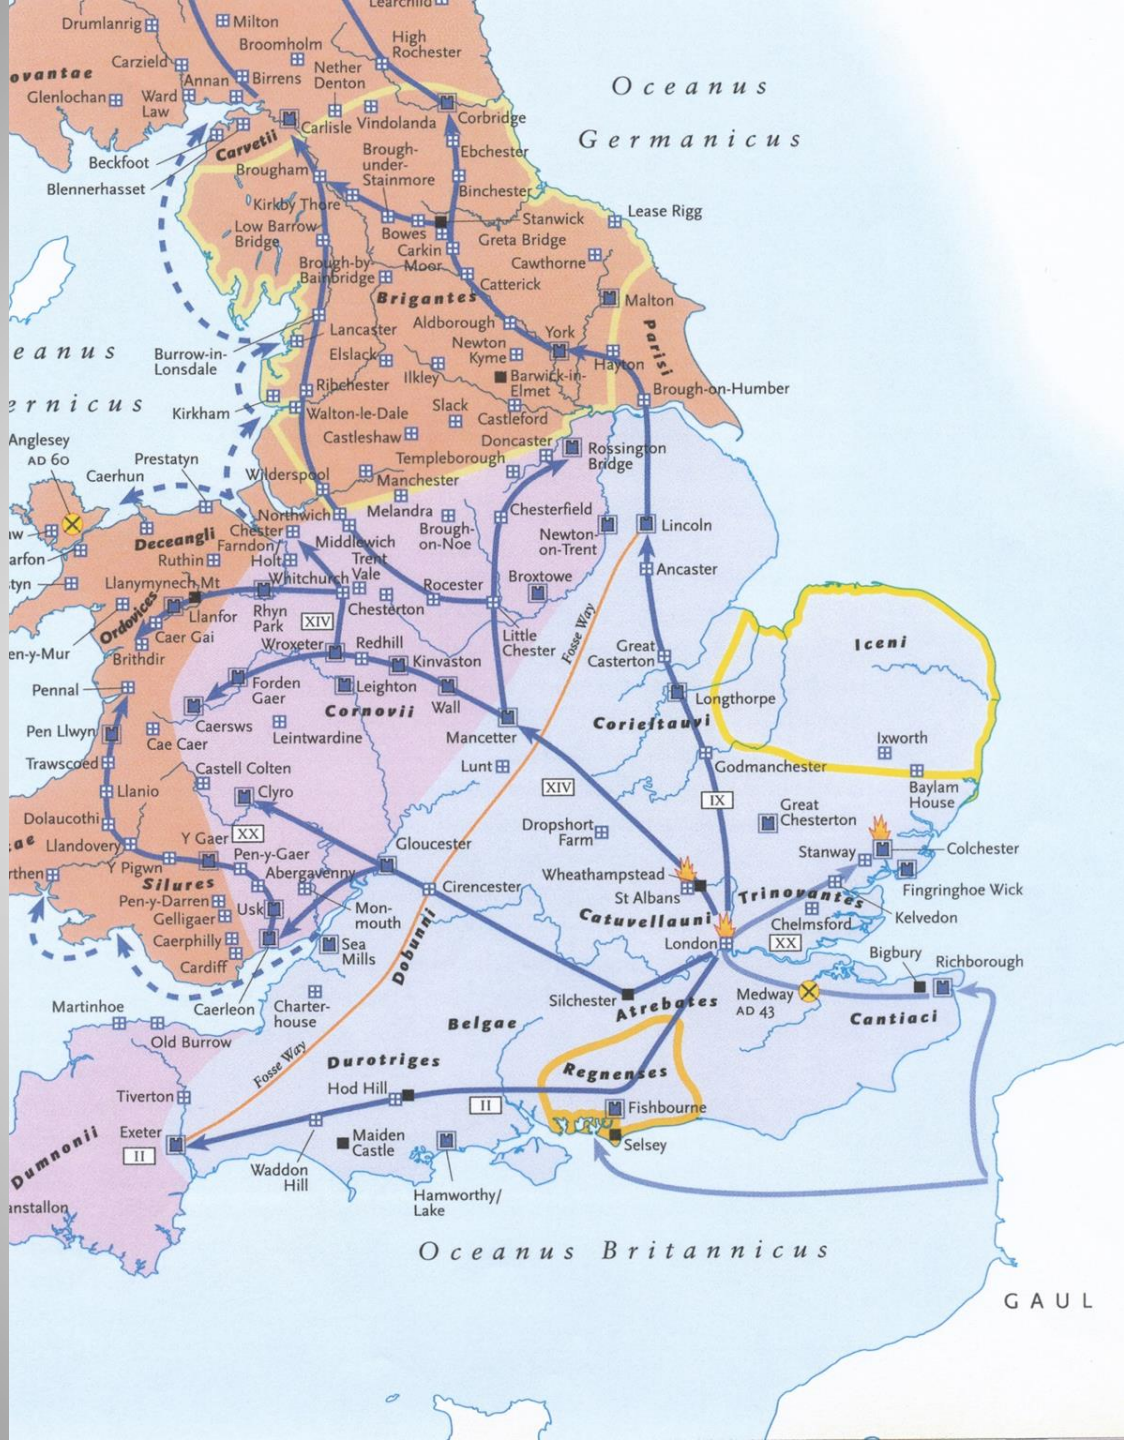 Learchild
Drumlanrig
Milton
High
Rochester
Broomholm
Carzield
Nether
Denton
ovantae
Annan
Birrens
Glenlochan
Ward
Law
Oceanus
Germanicus
Carlisle
Vindolanda
Corbridge
Carvetii
Beckfoot
Ebchester
Brough-
under-
Stainmore
Blennerhasset
Brougham
Binchester
Kirkby Thore
Stanwick
Lease Rigg
Low Barrow
Bridge
Bowes
Greta Bridge
Carkin
Moor
Cawthorne
Brough-by-
Bainbridge
Catterick
Brigantes
Malton
Lancaster
Aldborough
York
Parisi
eanus
Burrow-in-
Lonsdale
Elslack
Newton
Kyme
Hayton
Ilkley
Barwick-in-
Elmet
Ribchester
Brough-on-Humber
ernicus
Kirkham
Walton-le-Dale
Slack
Castleford
Castleshaw
Doncaster
Anglesey
AD 60
Rossington
Bridge
Prestatyn
Templeborough
Caerhun
Wilderspool
Manchester
Northwich
Melandra
Chesterfield
Chester
Brough-
on-Noe
Newton-
on-Trent
Lincoln
aw
Deceangli
Farndon/
Holt
Middlewich
arfon
Ruthin
Trent
Vale
Ancaster
tyn
Llanymynech Mt
Whitchurch
Rocester
Broxtowe
Chesterton
Ordovices
Llanfor
Rhyn
Park
XIV
Fosse Way
Caer Gai
Little
Chester
en-y-Mur
Brithdir
Wroxeter
Redhill
Great
Casterton
Iceni
Kinvaston
Pennal
Forden
Gaer
Leighton
Wall
Longthorpe
Caersws
Cornovii
Corieltauvi
Pen Llwyn
Cae Caer
Leintwardine
Mancetter
Ixworth
Trawscoed
Castell Colten
Lunt
Godmanchester
Llanio
Clyro
XIV
IX
Baylam
House
Dolaucothi
Great
Chesterton
Y Gaer
XX
Dropshort
Farm
ae
Llandovery
Gloucester
Stanway
Colchester
Pen-y-Gaer
Y Pigwn
Abergavenny
Wheathampstead
rthen
Silures
Cirencester
St Albans
Trinovantes
Fingringhoe Wick
Pen-y-Darren
Usk
Mon-
mouth
Catuvellauni
Kelvedon
Gelligaer
Chelmsford
Caerphilly
Sea
Mills
Dobunni
London
XX
Bigbury
Richborough
Cardiff
Silchester
Medway
AD 43
Martinhoe
Caerleon
Charter-
house
Atrebates
Cantiaci
Belgae
Old Burrow
Fosse Way
Durotriges
Regnenses
Tiverton
Hod Hill
II
Fishbourne
Exeter
II
Maiden
Castle
Selsey
Dumnonii
Waddon
Hill
Hamworthy/
Lake
anstallon
Oceanus Britannicus
GAUL